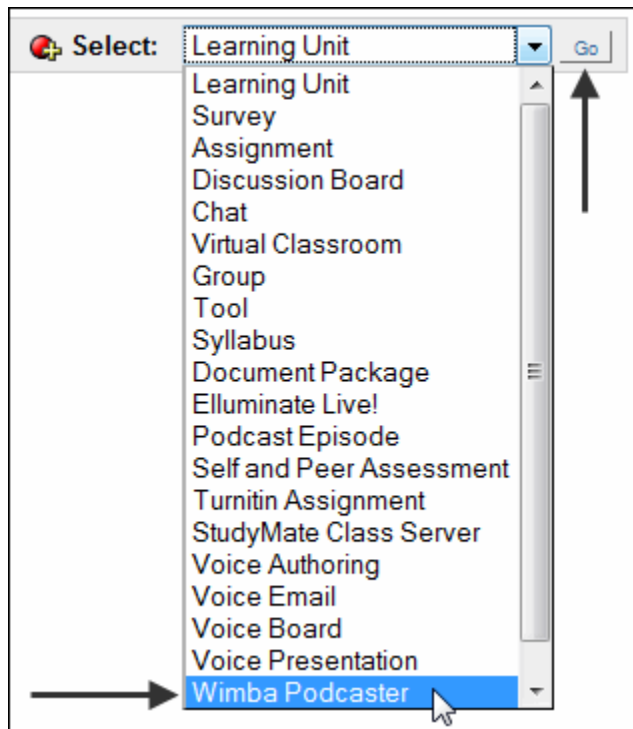 Select: Learning Unit Go
Learning Unit
Survey
Assignment
Discussion Board
Chat
Virtual Classroom
Group
Tool
Syllabus
Document Package
Elluminate Live!
Podcast Episode
Self and Peer Assessment
Turnitin Assignment
StudyMate Class Server
Voice Authoring
Voice Email
Voice Board
Voice Presentation
Wimba Podcaster